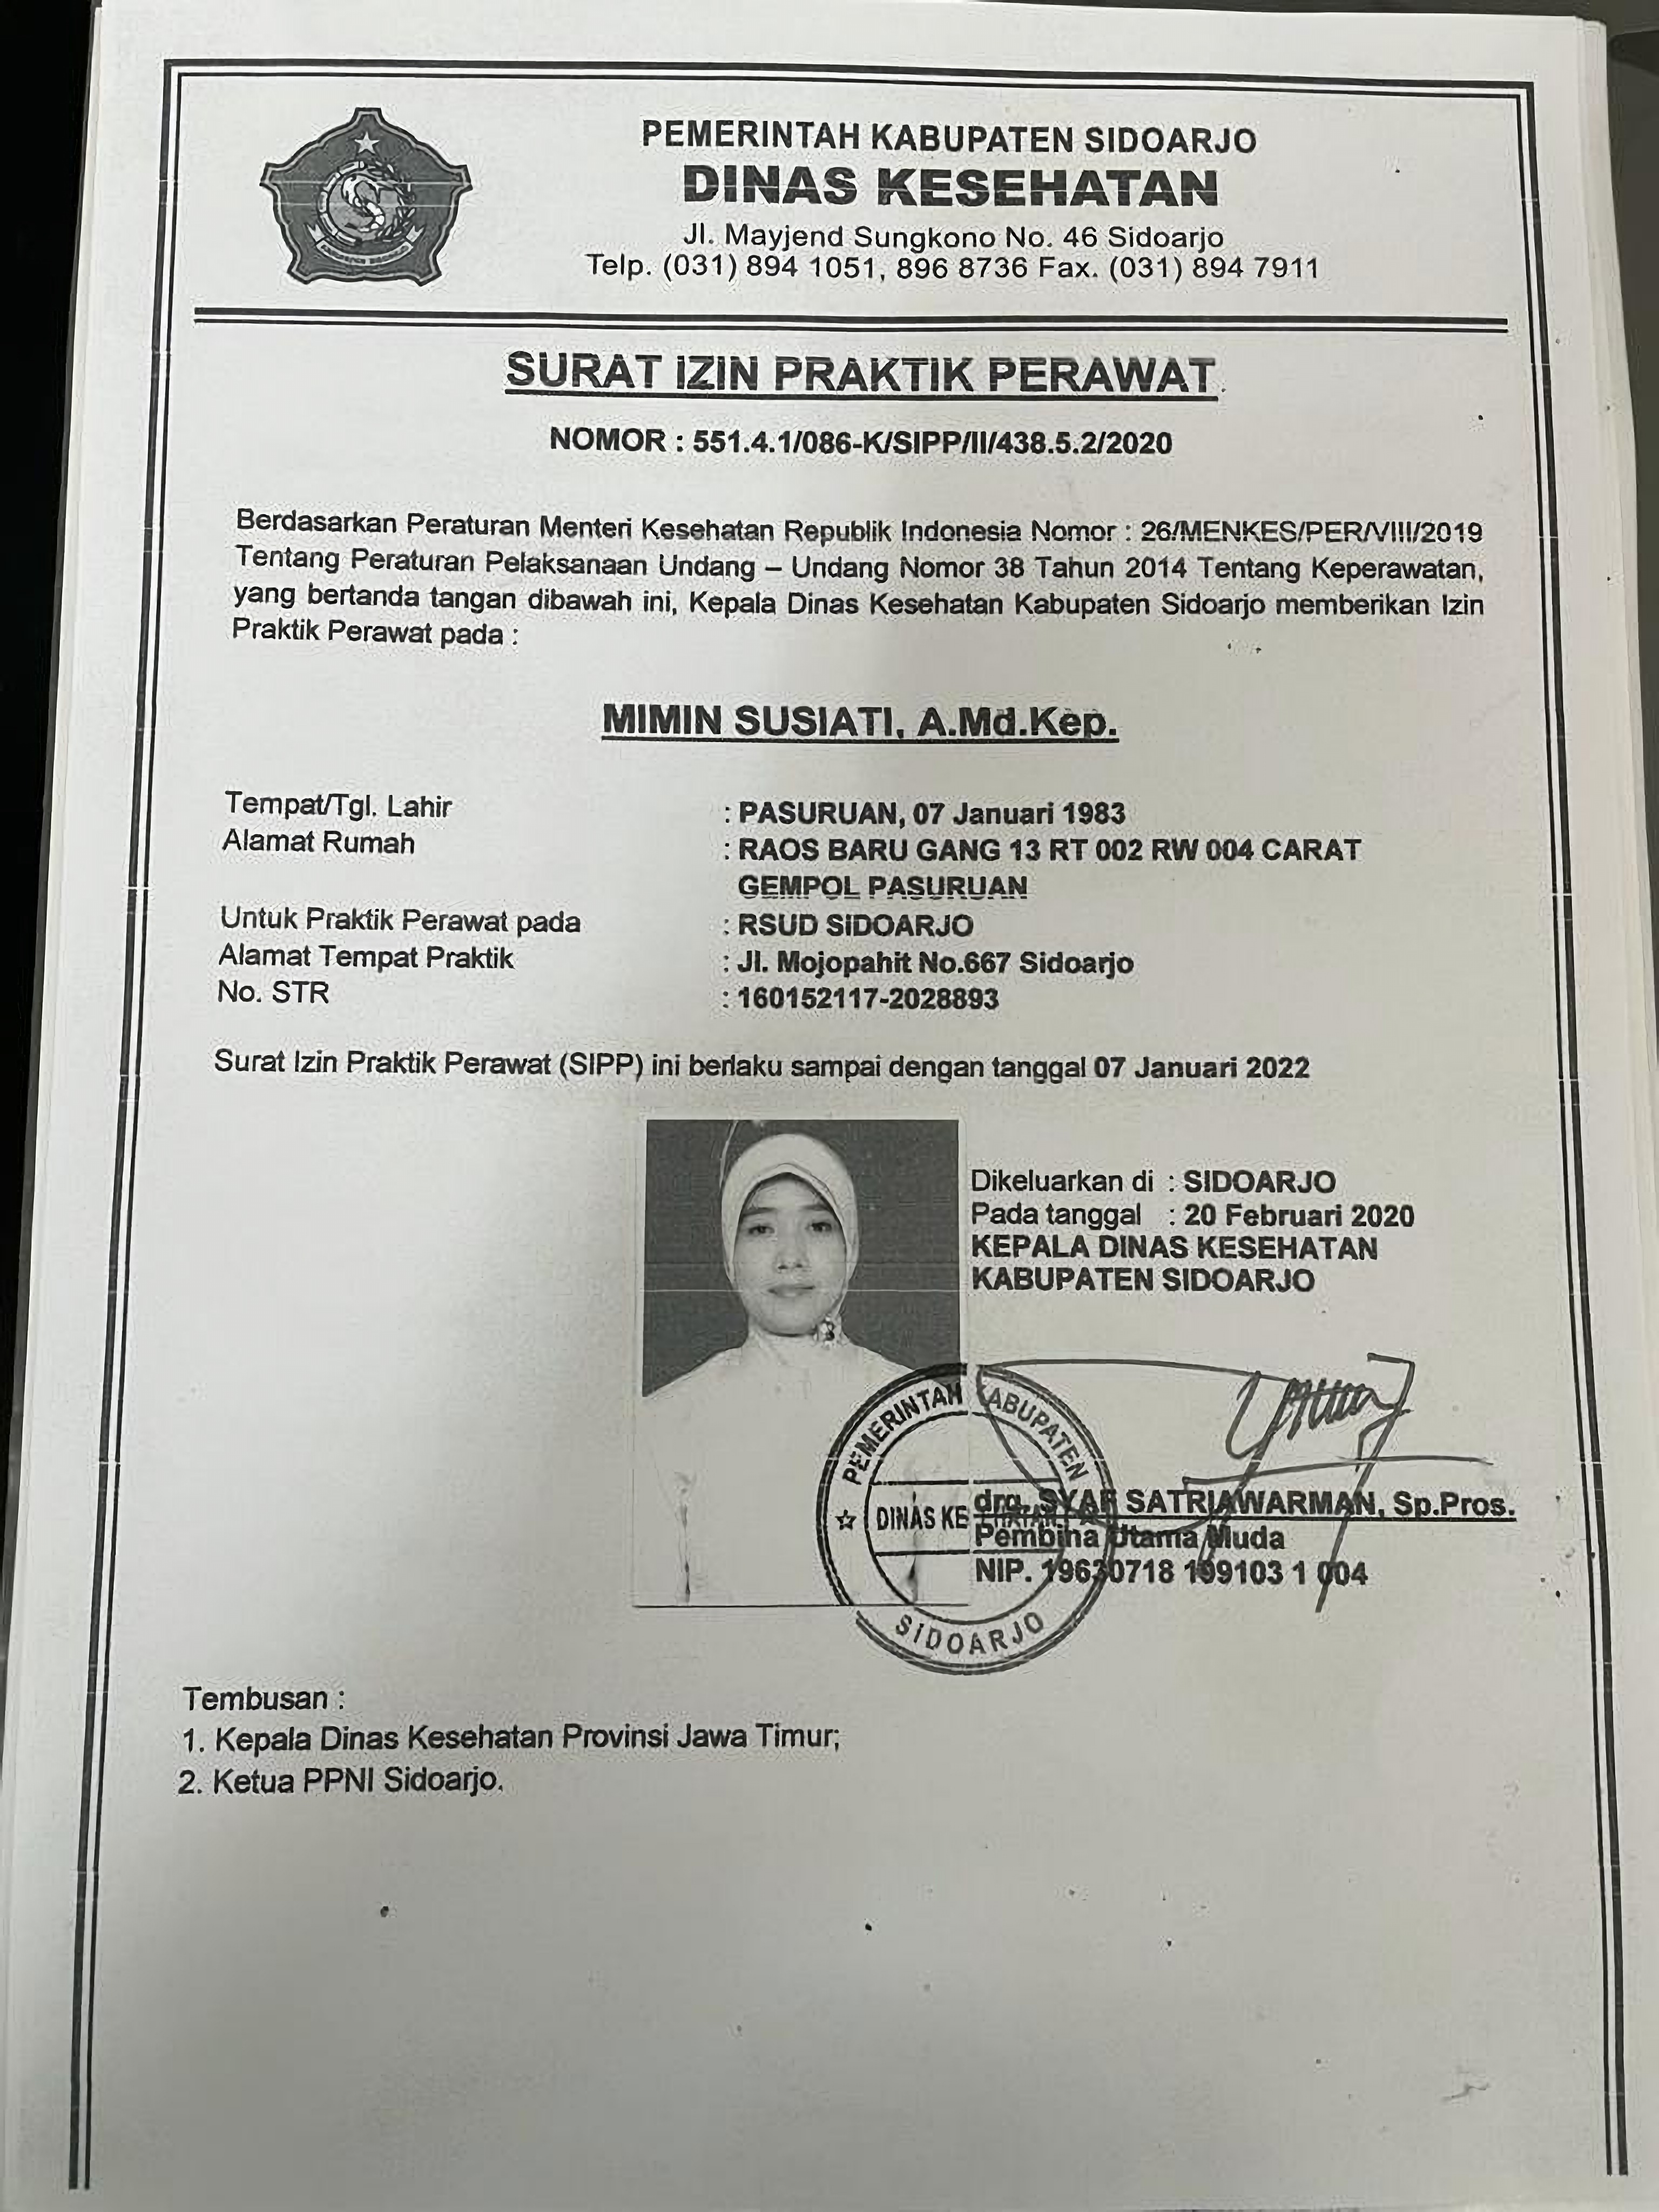 PEMERINTAH KABUPATEN SIDOARJO
DINAS KESEHATAN
Jl. Mayjend Sungkono No. 46 Sidoarjo
Telp. (031) 894 1051, 896 8736 Fax. (031) 894 7911
SURAT IZIN PRAKTIK PERAWAT
NOMOR : 551.4.1/086-K/SIPP/II/438.5.2/2020
Berdasarkan Peraturan Menteri Kesehatan Republik Indonesia Nomor : 26/MENKES/PER/VIII/2019
Tentang Peraturan Pelaksanaan Undang – Undang Nomor 38 Tahun 2014 Tentang Keperawatan,
yang bertanda tangan dibawah ini, Kepala Dinas Kesehatan Kabupaten Sidoarjo memberikan Izin
Praktik Perawat pada :
MIMIN SUSIATI, A.Md.Kep.
Tempat/Tgl. Lahir : PASURUAN, 07 Januari 1983
Alamat Rumah : RAOS BARU GANG 13 RT 002 RW 004 CARAT
GEMPOL PASURUAN
Untuk Praktik Perawat pada : RSUD SIDOARJO
Alamat Tempat Praktik : Jl. Mojopahit No.667 Sidoarjo
No. STR : 160152117-2028893
Surat Izin Praktik Perawat (SIPP) ini berlaku sampai dengan tanggal 07 Januari 2022
Dikeluarkan di : SIDOARJO
Pada tanggal : 20 Februari 2020
KEPALA DINAS KESEHATAN
KABUPATEN SIDOARJO
PEMERINTAH KABUPATEN
DINAS KE
SIDOARJO
drg. SYAF SATRIAWARMAN, Sp.Pros.
Pembina Utama Muda
NIP. 19630718 199103 1 004
Tembusan :
1. Kepala Dinas Kesehatan Provinsi Jawa Timur;
2. Ketua PPNI Sidoarjo.